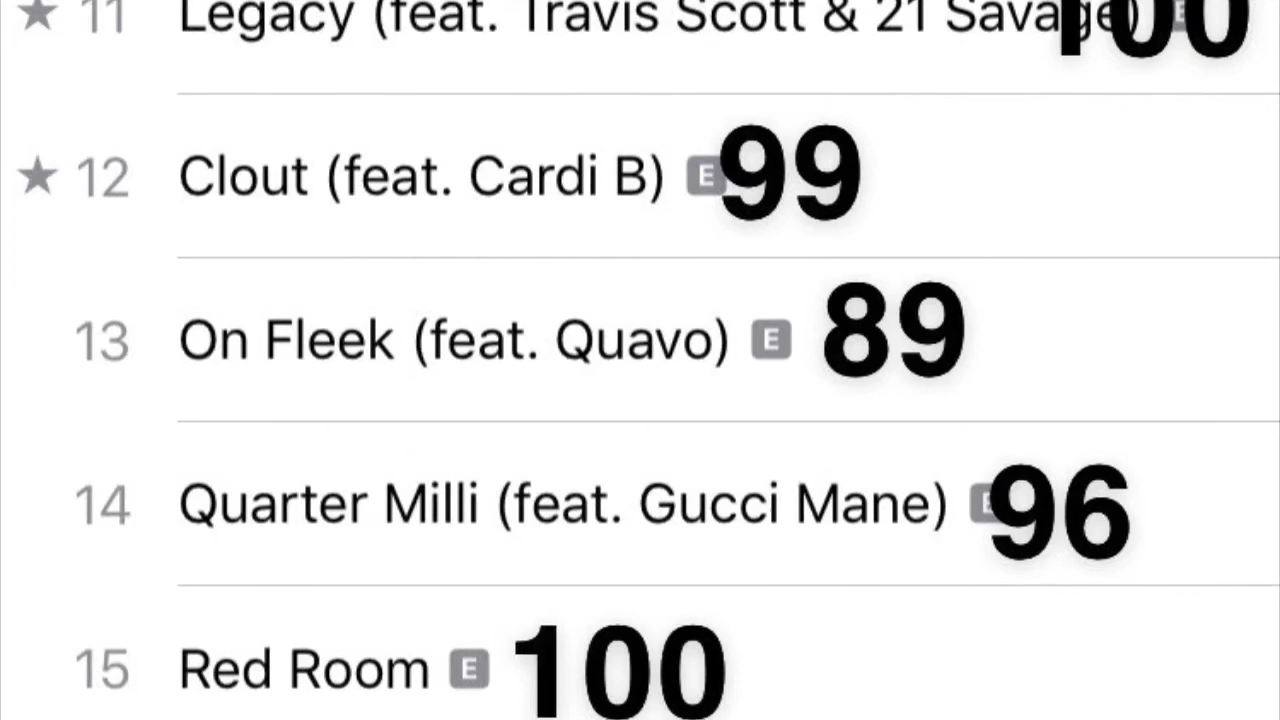 ★ 11 Legacy (feat. Travis Scott & 21 Savage) E 100
★ 12 Clout (feat. Cardi B) E 99
13 On Fleek (feat. Quavo) E 89
14 Quarter Milli (feat. Gucci Mane) E 96
15 Red Room E 100